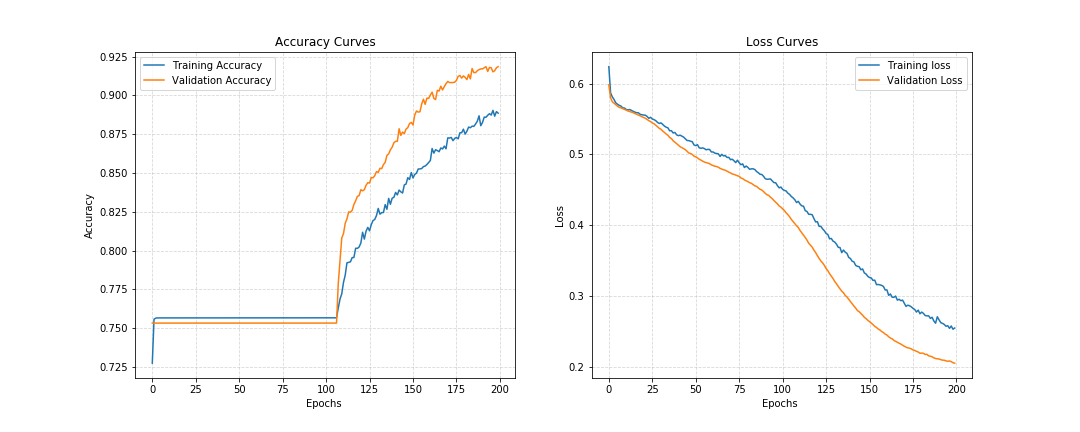 Accuracy Curves
Training Accuracy
Validation Accuracy
0.925
0.900
0.875
0.850
0.825
0.800
0.775
0.750
0.725
Accuracy
0 25 50 75 100 125 150 175 200
Epochs
Loss Curves
Training loss
Validation Loss
0.6
0.5
0.4
0.3
0.2
Loss
0 25 50 75 100 125 150 175 200
Epochs